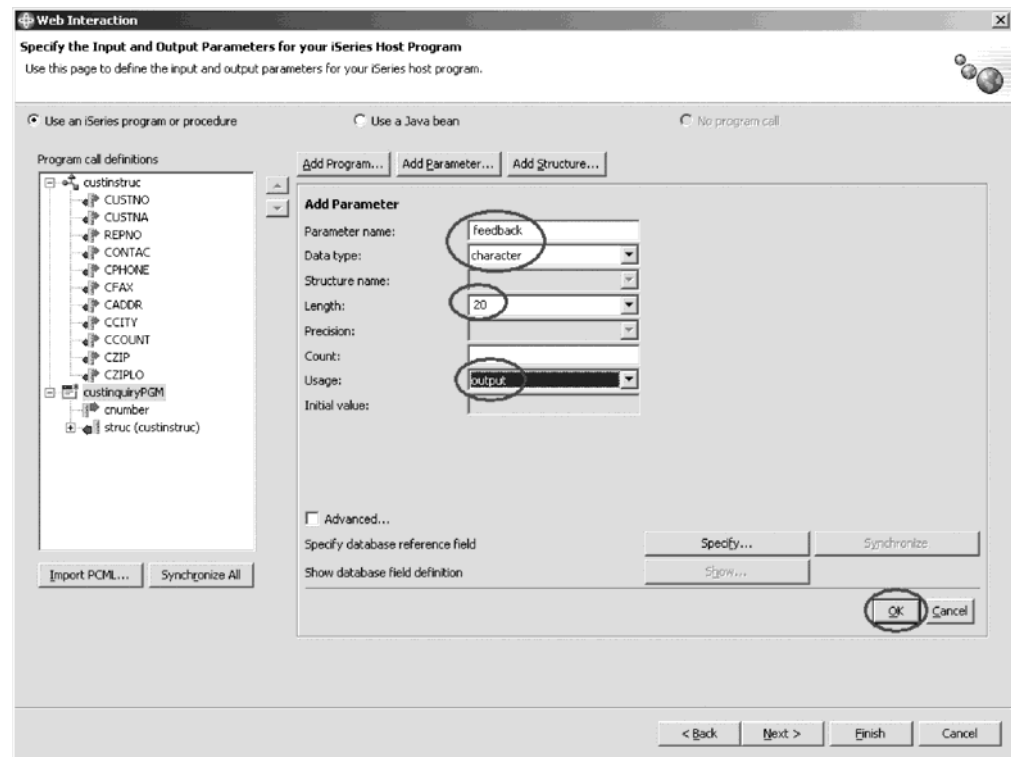 Web Interaction
Specify the Input and Output Parameters for your iSeries Host Program
Use this page to define the input and output parameters for your iSeries host program.
Use an iSeries program or procedure
Use a Java bean
No program call
Program call definitions
Add Program...
Add Parameter...
Add Structure...
custinstruc
CUSTNO
CUSTNA
REPNO
CONTAC
CPHONE
CFAX
CADDR
CCITY
CCOUNT
CZIP
CZIPLO
custinquiryPGM
cnumber
struc (custinstruc)
Import PCML...
Synchronize All
Add Parameter
Parameter name: feedback
Data type: character
Structure name:
Length: 20
Precision:
Count:
Usage: output
Initial value:
Advanced...
Specify database reference field
Specify...
Synchronize
Show database field definition
Show...
OK
Cancel
< Back
Next >
Finish
Cancel